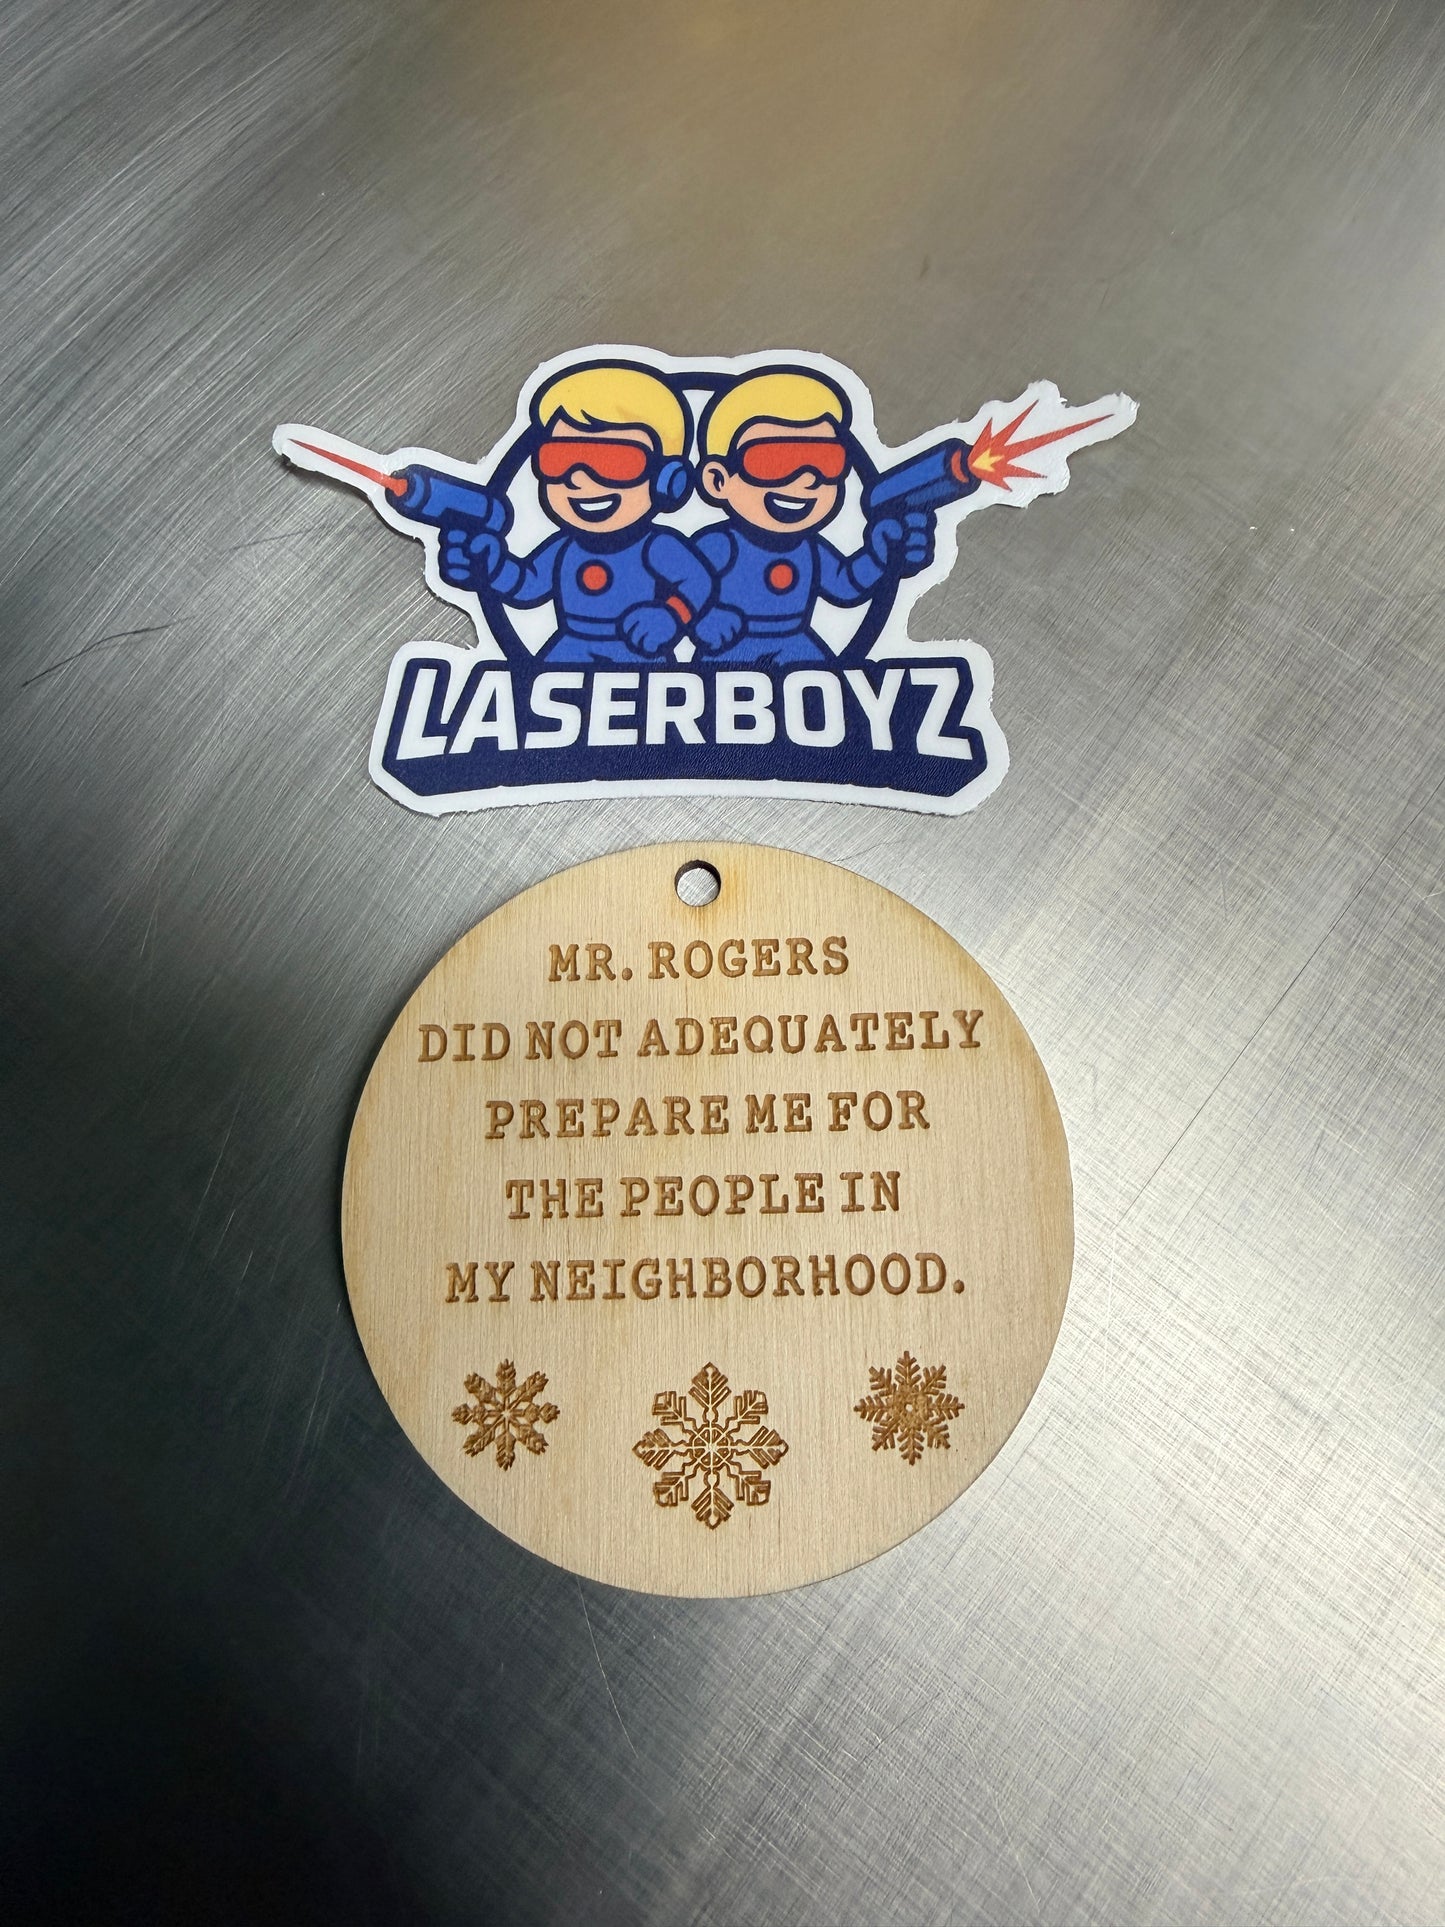 LASERBOYZ
MR. ROGERS
DID NOT ADEQUATELY
PREPARE ME FOR
THE PEOPLE IN
MY NEIGHBORHOOD.